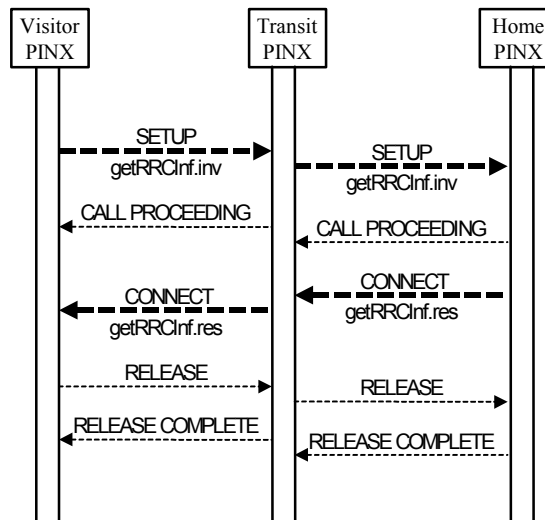 Visitor
PINX
Transit
PINX
Home
PINX
SETUP
getRRCInf.inv
SETUP
getRRCInf.inv
CALL PROCEEDING
CALL PROCEEDING
CONNECT
getRRCInf.res
CONNECT
getRRCInf.res
RELEASE
RELEASE
RELEASE COMPLETE
RELEASE COMPLETE